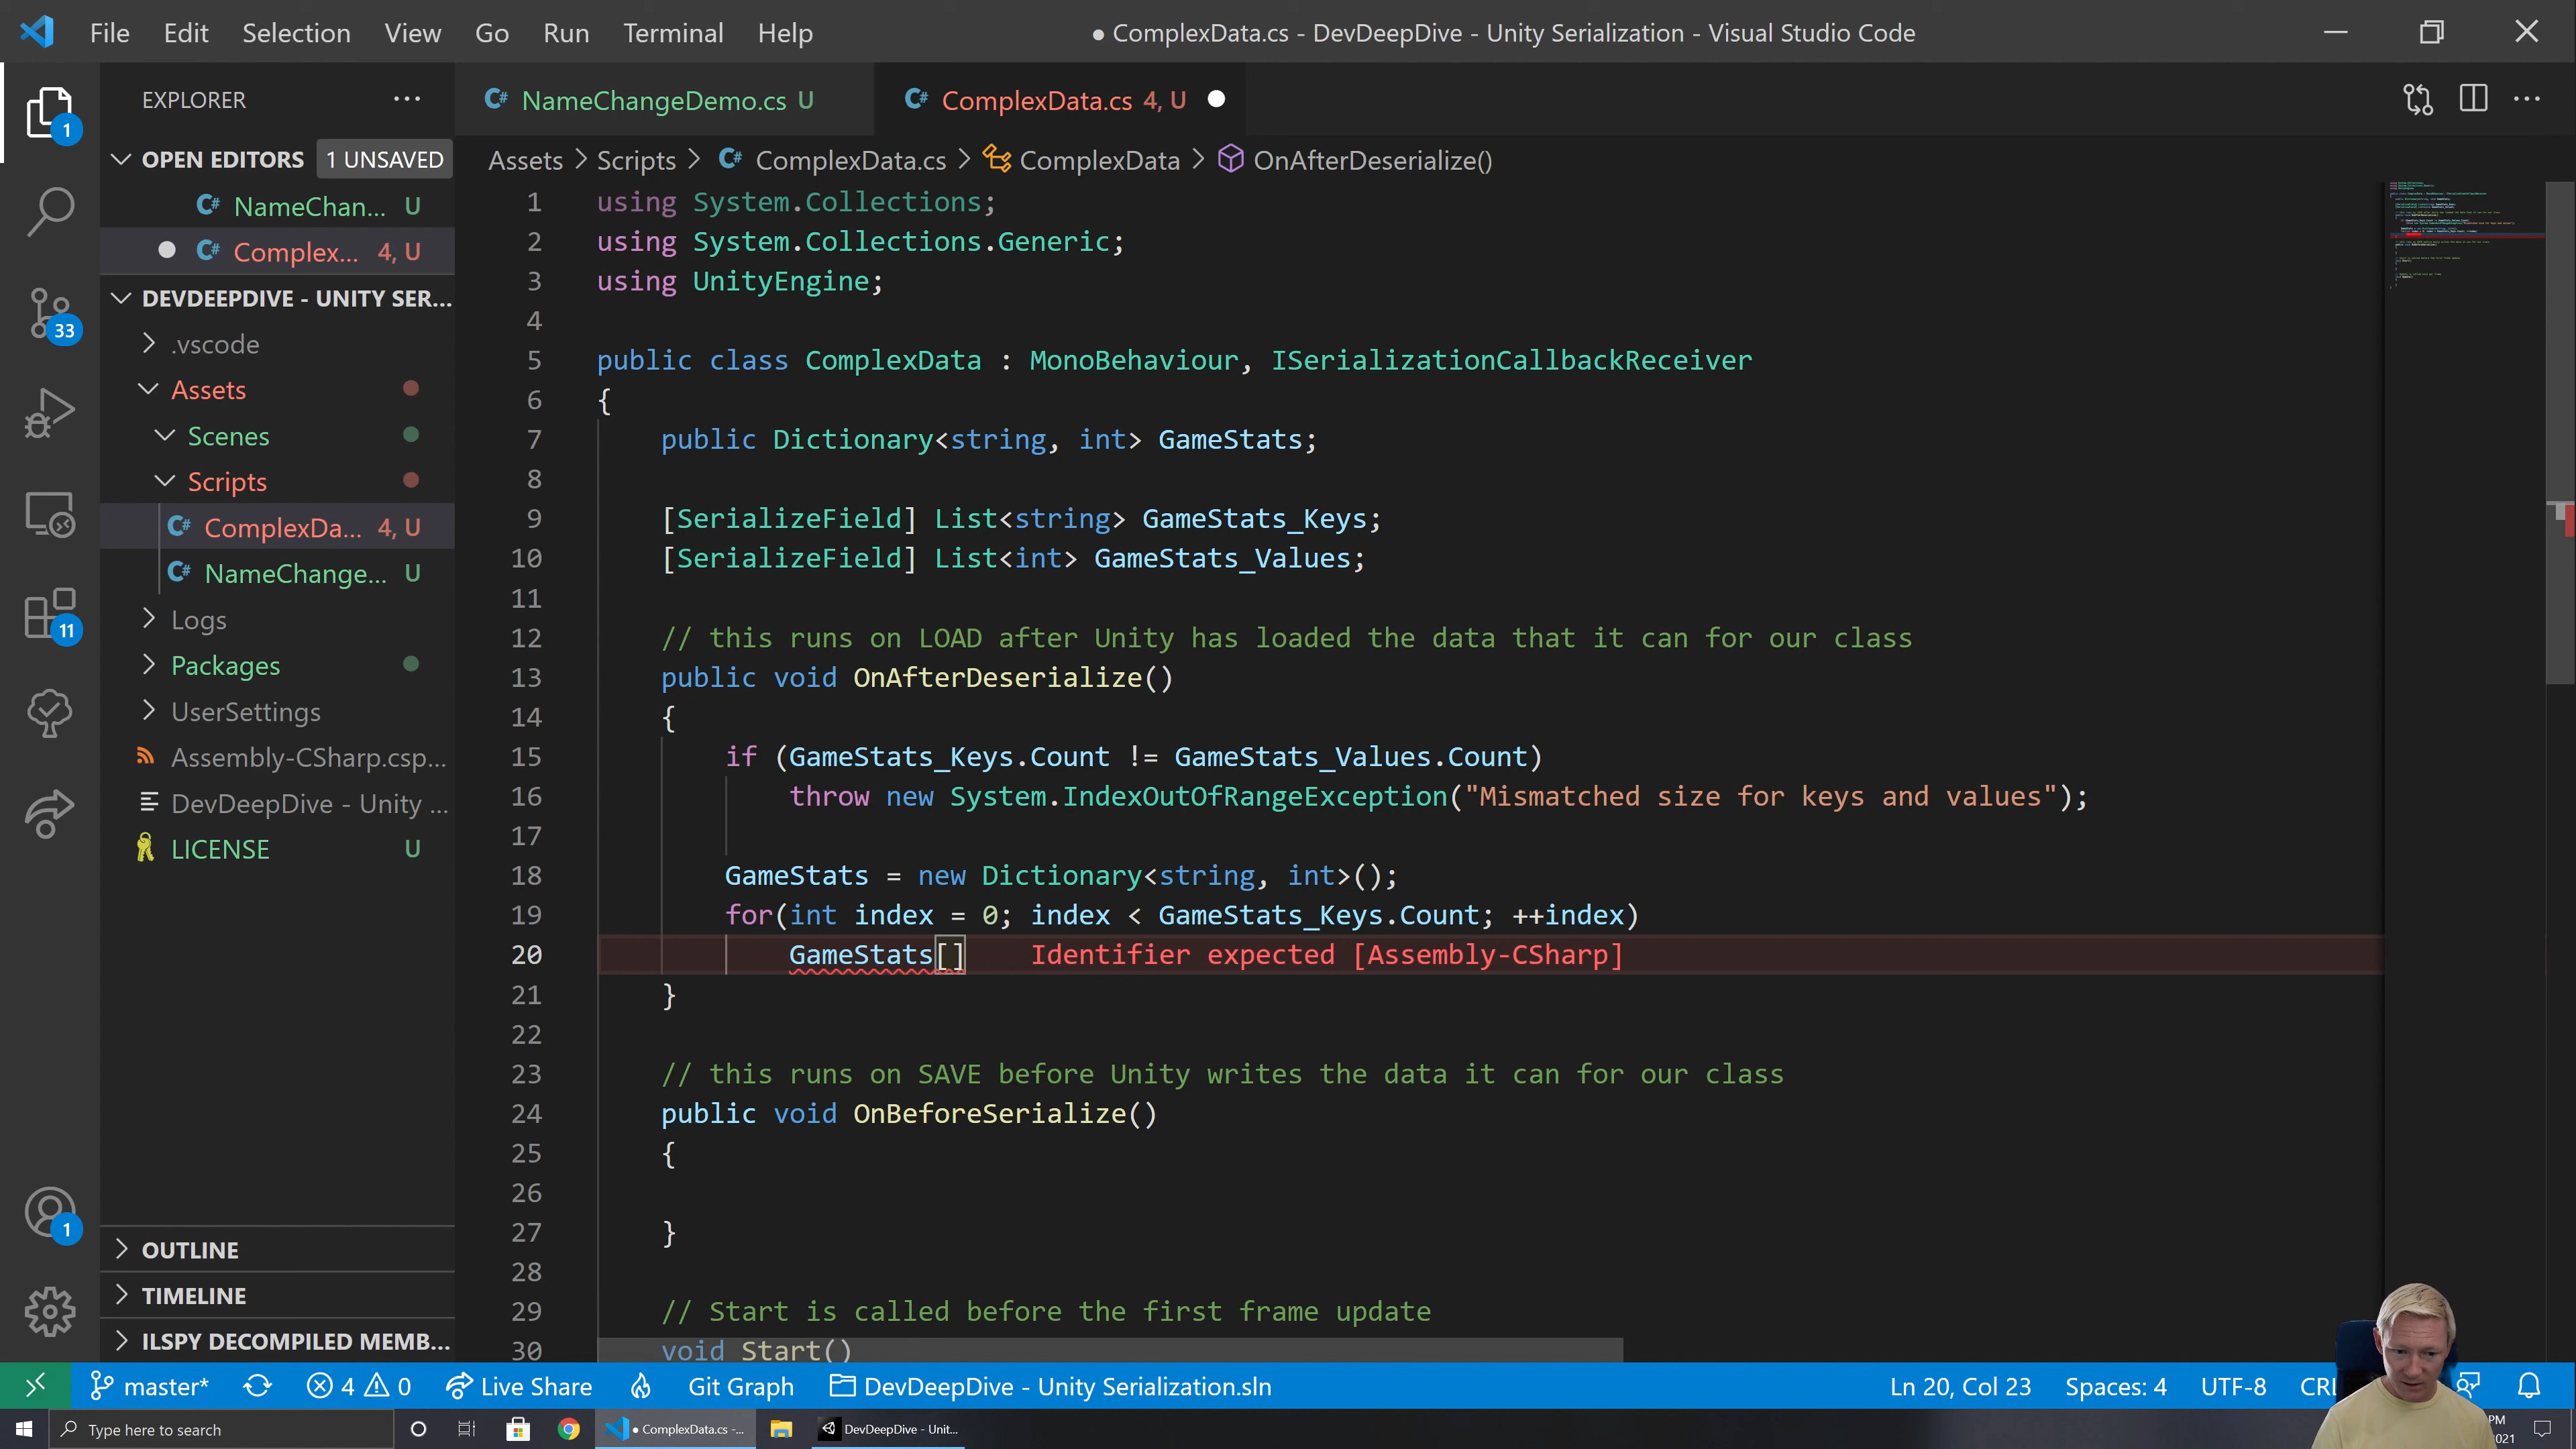 File Edit Selection View Go Run Terminal Help
● ComplexData.cs - DevDeepDive - Unity Serialization - Visual Studio Code
EXPLORER ...
NameChangeDemo.cs U
ComplexData.cs 4, U
OPEN EDITORS 1 UNSAVED
NameChan... U
Complex... 4, U
DEVDEEPDIVE - UNITY SER...
.vscode
Assets
Scenes
Scripts
ComplexDa... 4, U
NameChange... U
Logs
Packages
UserSettings
Assembly-CSharp.csp...
DevDeepDive - Unity ...
LICENSE U
OUTLINE
TIMELINE
ILSPY DECOMPILED MEMB...
1
33
11
1
Assets > Scripts > ComplexData.cs > ComplexData > OnAfterDeserialize()
1 using System.Collections;
2 using System.Collections.Generic;
3 using UnityEngine;
4
5 public class ComplexData : MonoBehaviour, ISerializationCallbackReceiver
6 {
7 public Dictionary<string, int> GameStats;
8
9 [SerializeField] List<string> GameStats_Keys;
10 [SerializeField] List<int> GameStats_Values;
11
12 // this runs on LOAD after Unity has loaded the data that it can for our class
13 public void OnAfterDeserialize()
14 {
15 if (GameStats_Keys.Count != GameStats_Values.Count)
16 throw new System.IndexOutOfRangeException("Mismatched size for keys and values");
17
18 GameStats = new Dictionary<string, int>();
19 for(int index = 0; index < GameStats_Keys.Count; ++index)
20 GameStats[] Identifier expected [Assembly-CSharp]
21 }
22
23 // this runs on SAVE before Unity writes the data it can for our class
24 public void OnBeforeSerialize()
25 {
26
27 }
28
29 // Start is called before the first frame update
30 void Start()
master* 4 0 Live Share Git Graph DevDeepDive - Unity Serialization.sln Ln 20, Col 23 Spaces: 4 UTF-8
Type here to search
● ComplexData.cs -...
DevDeepDive - Unit...
PM